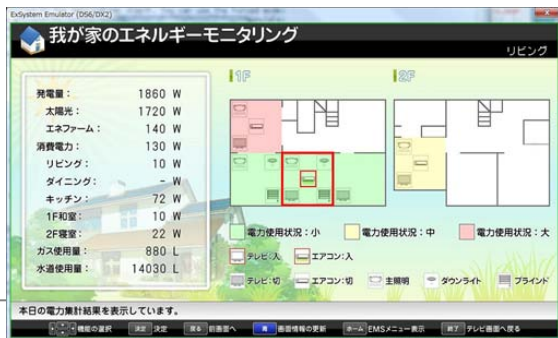 ExSystem Emulator (DS6/DX2)
我が家のエネルギーモニタリング
リビング
1F
2F
発電量： 1860 W
太陽光： 1720 W
エネファーム： 140 W
消費電力： 130 W
リビング： 10 W
ダイニング： - W
キッチン： 72 W
1F和室： 10 W
2F寝室： 22 W
ガス使用量： 880 L
水道使用量： 14030 L
電力使用状況：小 電力使用状況：中 電力使用状況：大
テレビ:入 エアコン:入
テレビ:切 エアコン:切 主照明 ダウンライト ブラインド
本日の電力集計結果を表示しています。
機能の選択 決定 決定 戻る 前画面へ 青 画面情報の更新 ホーム EMSメニュー表示 終了 テレビ画面へ戻る